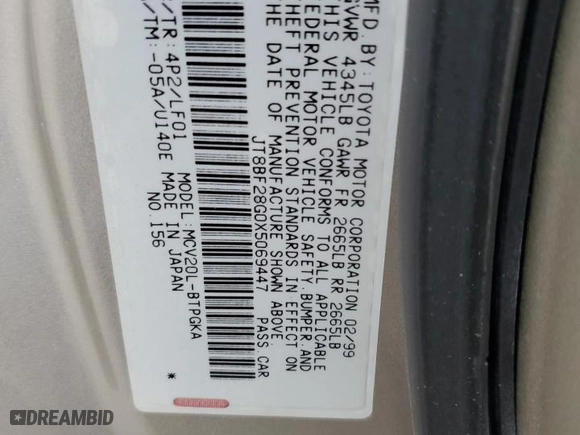 MFD. BY: TOYOTA MOTOR CORPORATION 02/99
GVWR 4345LB GAWR FR 2665LB RR 2665LB
THIS VEHICLE CONFORMS TO ALL APPLICABLE
FEDERAL MOTOR VEHICLE SAFETY, BUMPER, AND
THEFT PREVENTION STANDARDS IN EFFECT ON
THE DATE OF MANUFACTURE SHOWN ABOVE.
JT8BF28G0X5069447 PASS CAR
/TR: 4P2/LF01 MODEL: MCV20L-BTPGKA
/TM: -05A/U140E MADE IN JAPAN
NO.156 *
DREAMBID